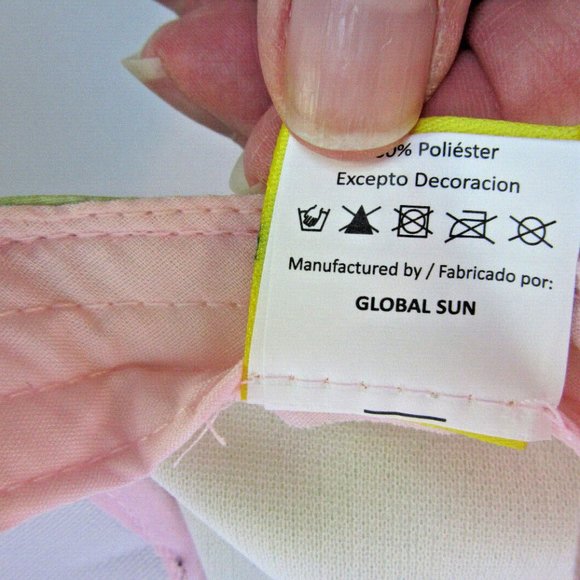 % Poliéster
Excepto Decoracion
Manufactured by / Fabricado por:
GLOBAL SUN